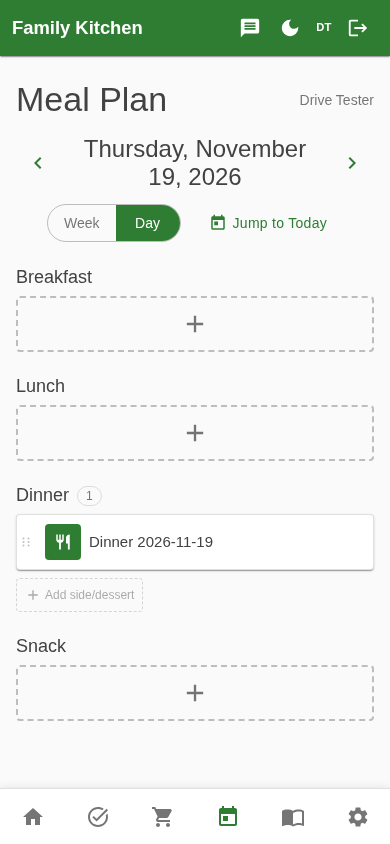 Family Kitchen
DT
Meal Plan
Drive Tester
Thursday, November
19, 2026
Week
Day
Jump to Today
Breakfast
Lunch
Dinner
1
Dinner 2026-11-19
Add side/dessert
Snack